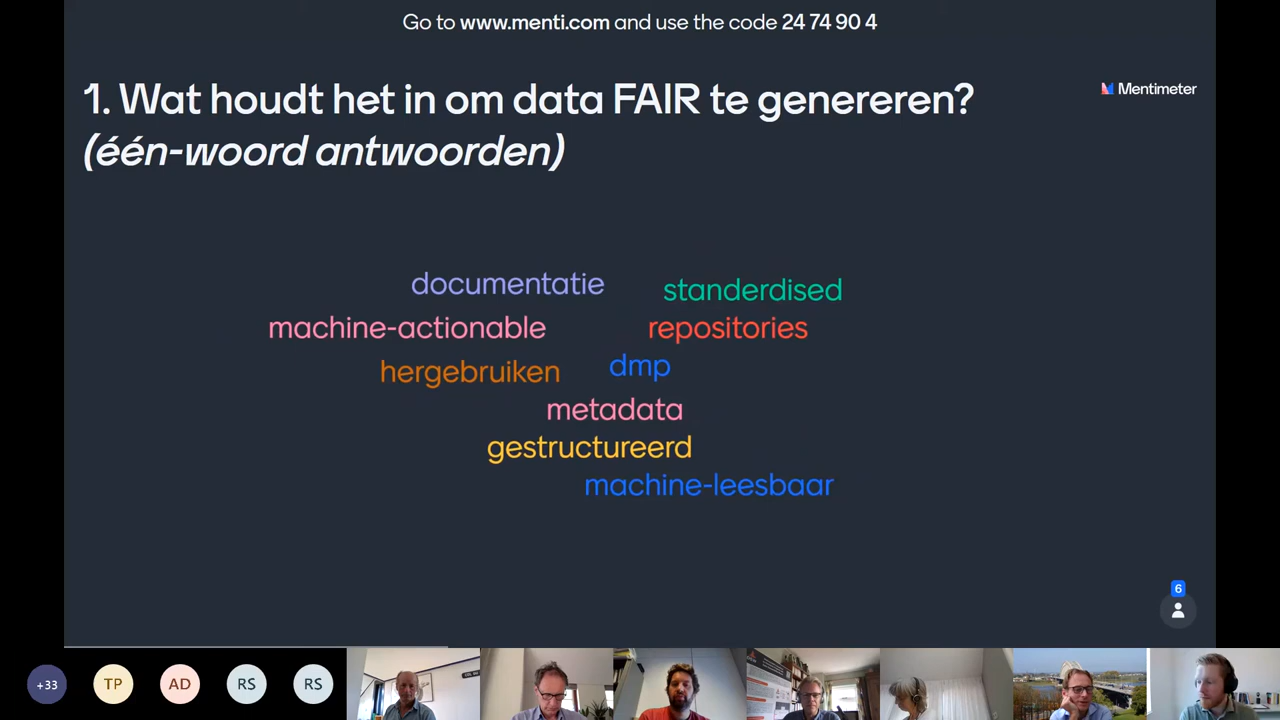 Go to www.menti.com and use the code 24 74 90 4
1. Wat houdt het in om data FAIR te genereren?
(één-woord antwoorden)
Mentimeter
documentatie
standerdised
machine-actionable
repositories
hergebruiken
dmp
metadata
gestructureerd
machine-leesbaar
6
+33
TP
AD
RS
RS